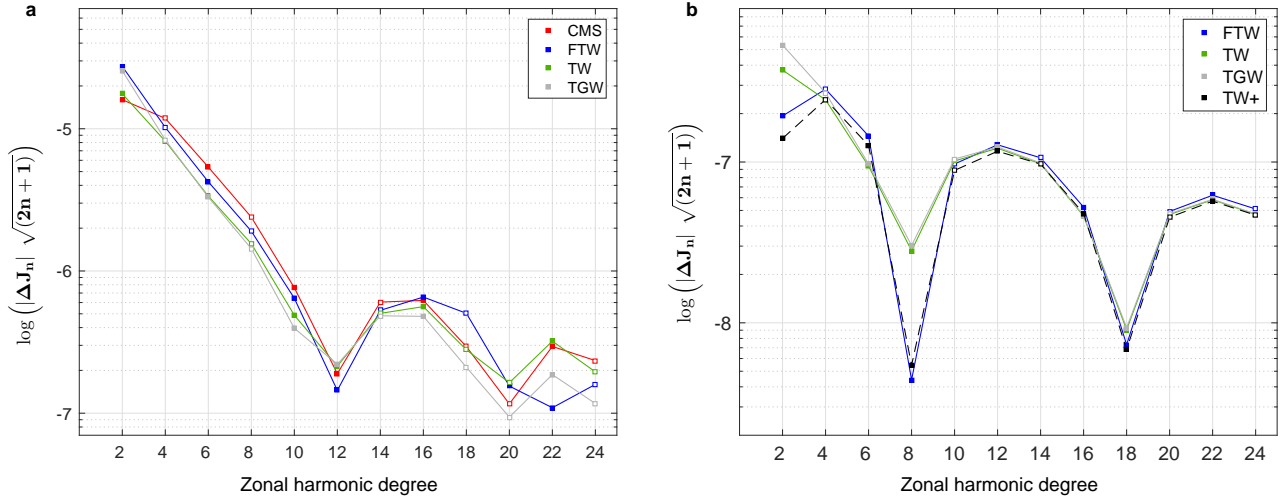 a
CMS
FTW
TW
TGW
-5
-6
-7
log (|ΔJₙ| √(2n + 1))
2 4 6 8 10 12 14 16 18 20 22 24
Zonal harmonic degree
b
FTW
TW
TGW
TW+
-7
-8
log (|ΔJₙ| √(2n + 1))
2 4 6 8 10 12 14 16 18 20 22 24
Zonal harmonic degree